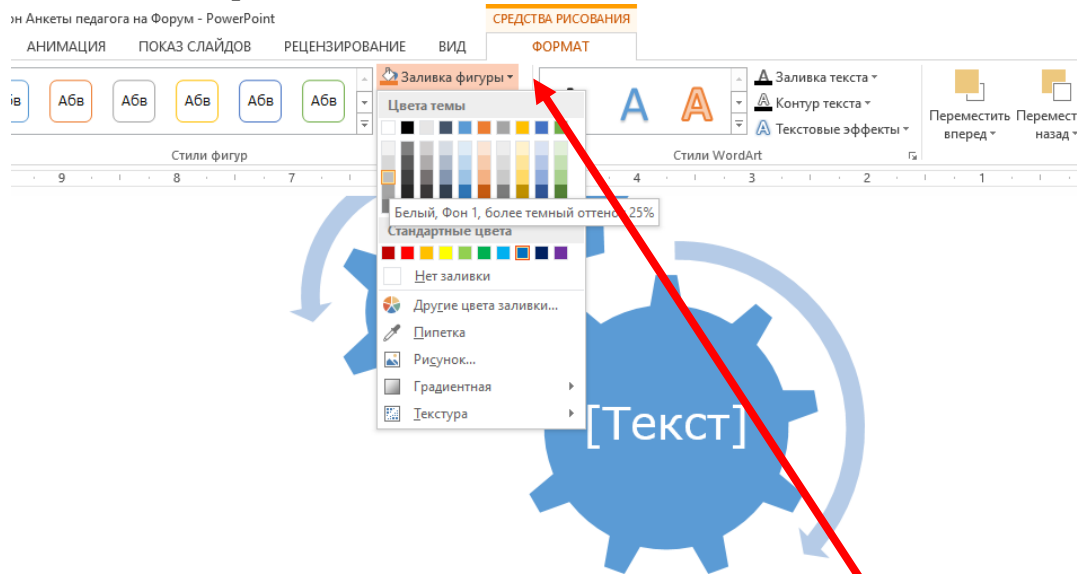 он Анкеты педагога на Форум - PowerPoint
СРЕДСТВА РИСОВАНИЯ
АНИМАЦИЯ ПОКАЗ СЛАЙДОВ РЕЦЕНЗИРОВАНИЕ ВИД ФОРМАТ
Абв Абв Абв Абв Абв
Заливка фигуры
А А
Заливка текста
Контур текста
Текстовые эффекты
Переместить вперед
Перемест назад
Стили фигур
Стили WordArt
9 8 7 4 3 2 1
Цвета темы
Белый, Фон 1, более темный оттенок 25%
Стандартные цвета
Нет заливки
Другие цвета заливки...
Пипетка
Рисунок...
Градиентная
Текстура
[Текст]